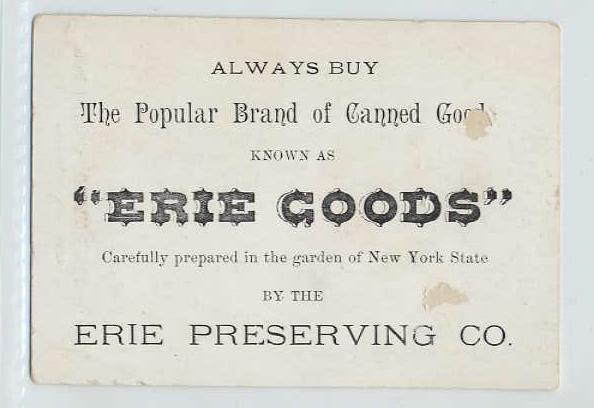 ALWAYS BUY
The Popular Brand of Canned Goods
KNOWN AS
"ERIE GOODS"
Carefully prepared in the garden of New York State
BY THE
ERIE PRESERVING CO.